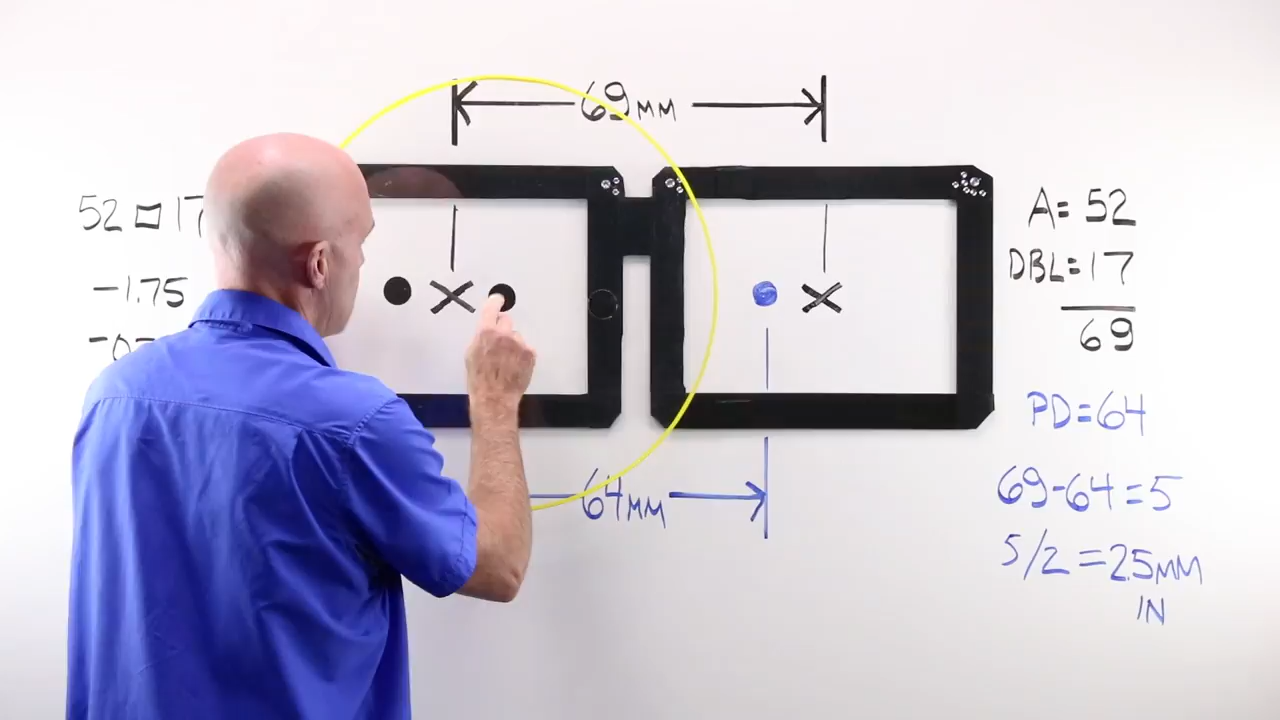 69MM
52□17
-1.75
-0
A=52
DBL=17
69
PD=64
64MM
69-64=5
5/2=2.5MM
IN